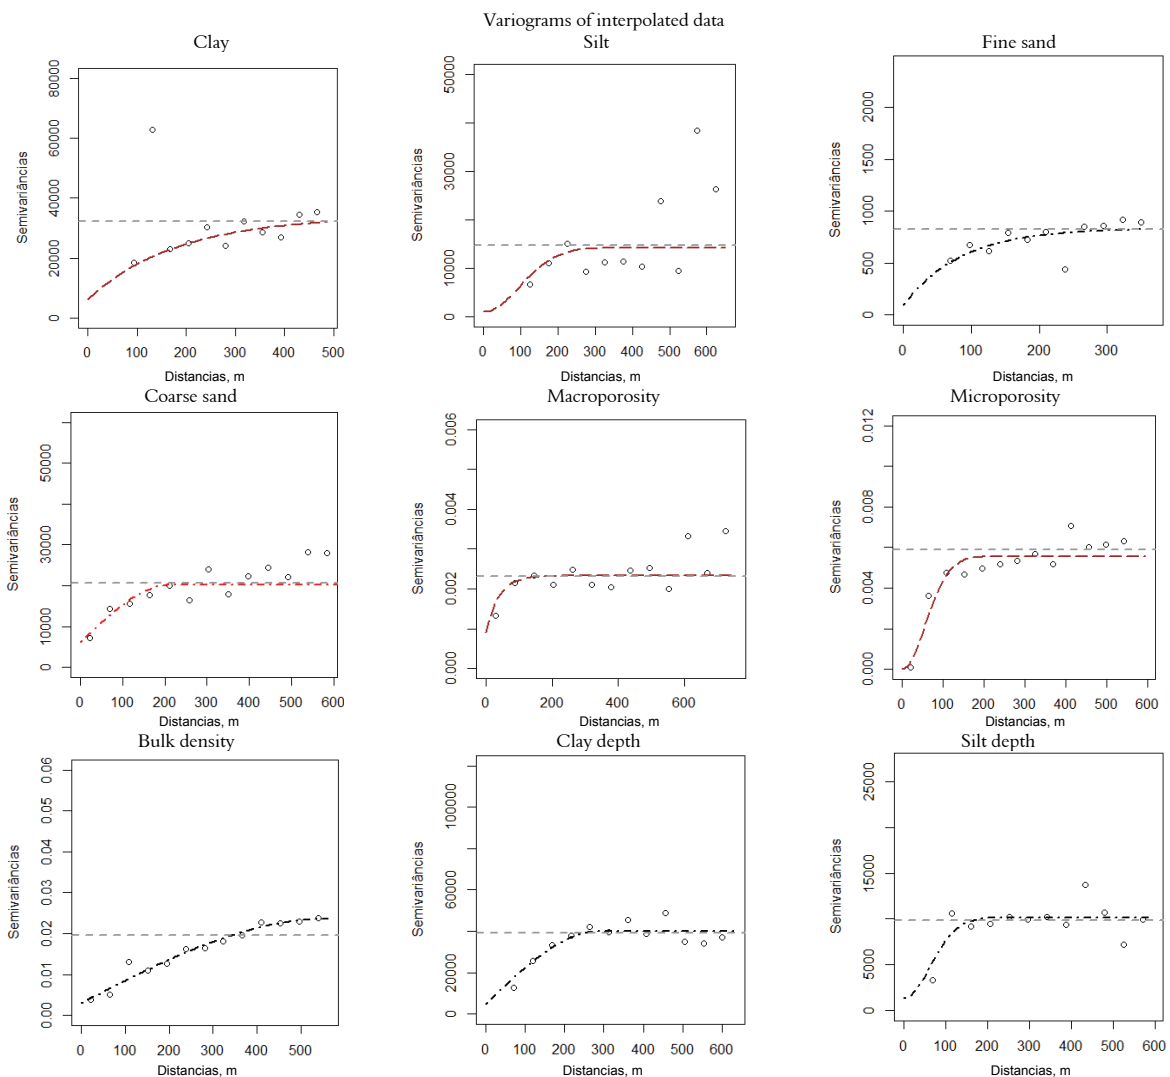 Variograms of interpolated data
Clay
Silt
Fine sand
Semivariâncias
0 20000 40000 60000 80000
0 100 200 300 400 500
Distancias, m
Semivariâncias
0 10000 30000 50000
0 100 200 300 400 500 600
Distancias, m
Semivariâncias
0 500 1000 1500 2000
0 100 200 300
Distancias, m
Coarse sand
Macroporosity
Microporosity
Semivariâncias
0 10000 30000 50000
0 100 200 300 400 500 600
Distancias, m
Semivariâncias
0.000 0.002 0.004 0.006
0 200 400 600
Distancias, m
Semivariâncias
0.000 0.004 0.008 0.012
0 100 200 300 400 500 600
Distancias, m
Bulk density
Clay depth
Silt depth
Semivariâncias
0.00 0.01 0.02 0.03 0.04 0.05 0.06
0 100 200 300 400 500
Distancias, m
Semivariâncias
0 20000 60000 100000
0 100 200 300 400 500 600
Distancias, m
Semivariâncias
0 5000 15000 25000
0 100 200 300 400 500 600
Distancias, m